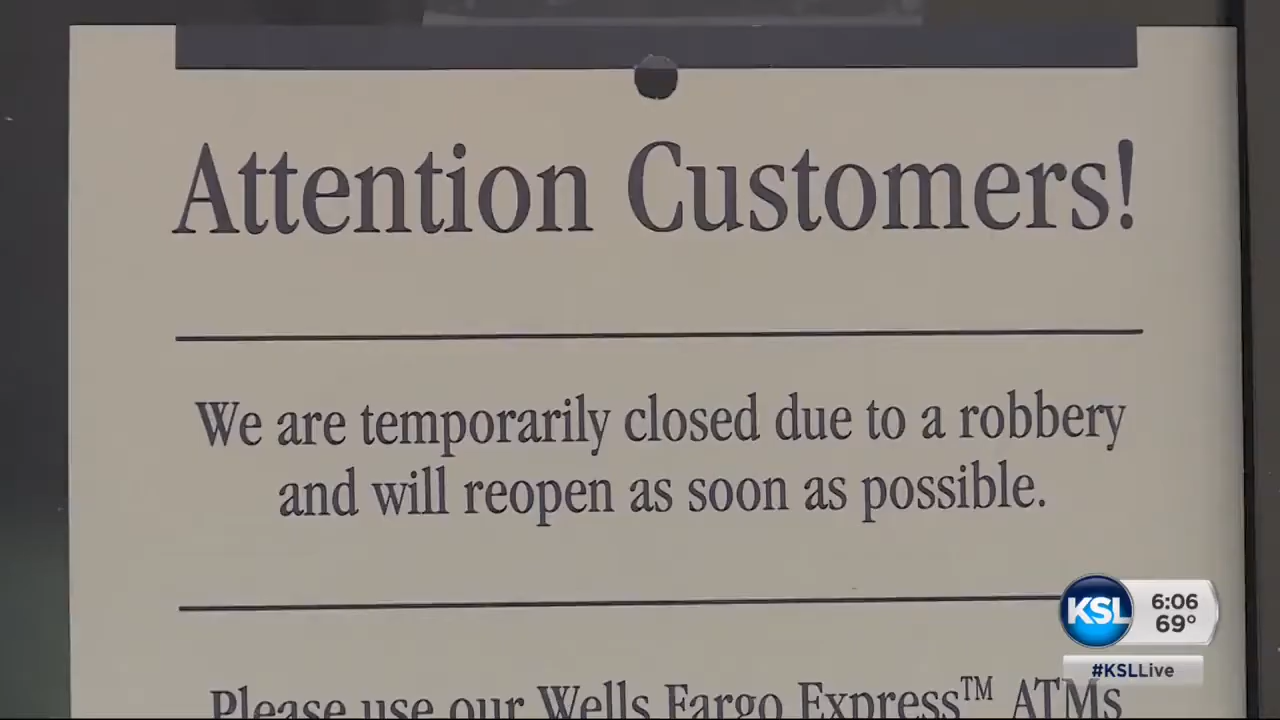 Attention Customers!
We are temporarily closed due to a robbery
and will reopen as soon as possible.
Please use our Wells Fargo Express™ ATMs
KSL
6:06
69°
#KSLLive